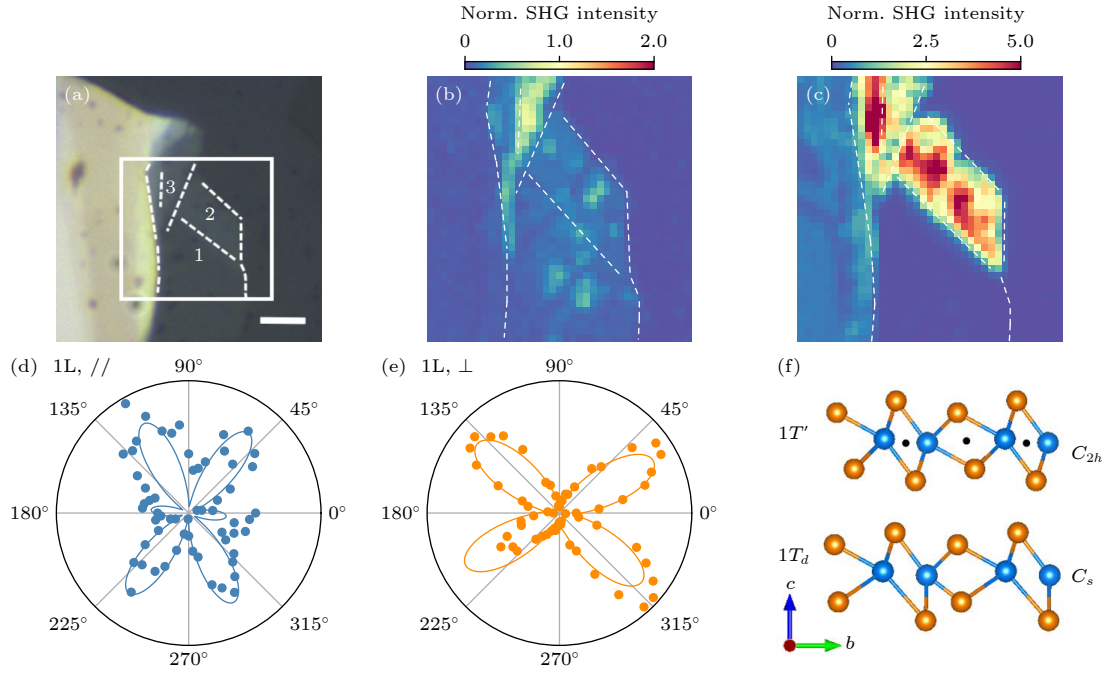 Norm. SHG intensity
0 1.0 2.0
Norm. SHG intensity
0 2.5 5.0
(a)
3
2
1
(b)
(c)
(d) 1L, //
90°
135° 45°
180° 0°
225° 315°
270°
(e) 1L, ⊥
90°
135° 45°
180° 0°
225° 315°
270°
(f)
1T′
C2h
1Td
Cs
c
b